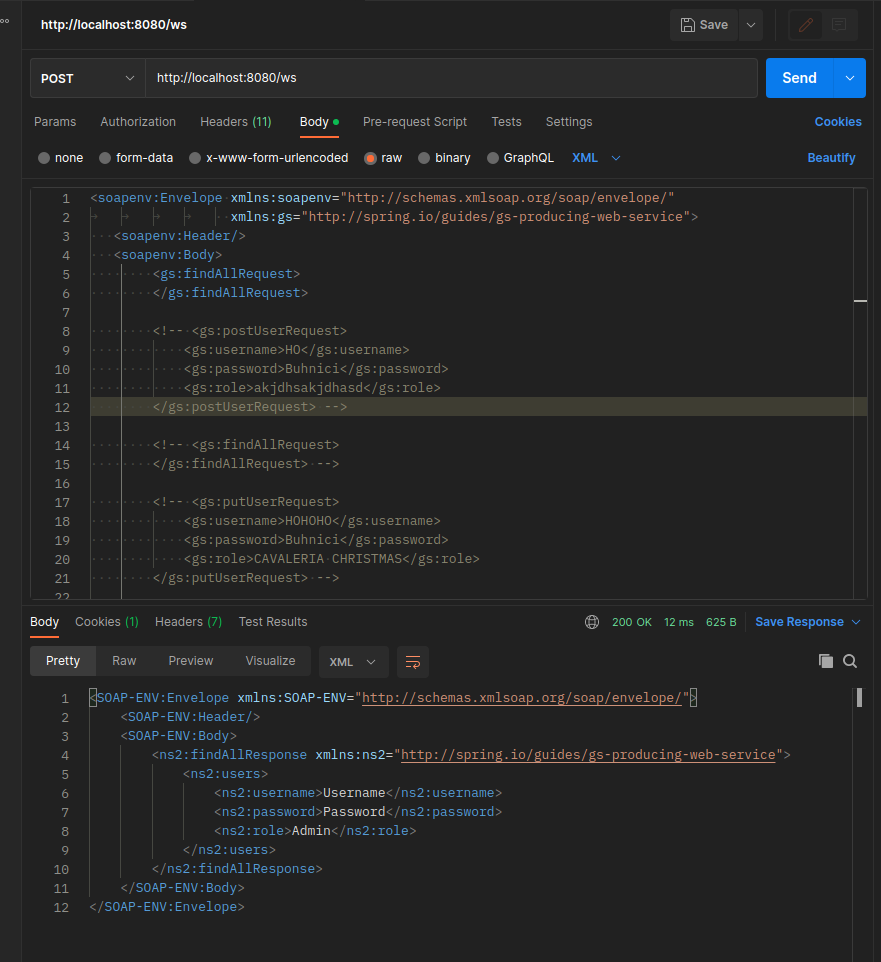 http://localhost:8080/ws
Save
POST
http://localhost:8080/ws
Send
Params Authorization Headers (11) Body Pre-request Script Tests Settings Cookies
none form-data x-www-form-urlencoded raw binary GraphQL XML Beautify
1 <soapenv:Envelope xmlns:soapenv="http://schemas.xmlsoap.org/soap/envelope/"
2 xmlns:gs="http://spring.io/guides/gs-producing-web-service">
3 <soapenv:Header/>
4 <soapenv:Body>
5 <gs:findAllRequest>
6 </gs:findAllRequest>
7
8 <!-- <gs:postUserRequest>
9 <gs:username>HO</gs:username>
10 <gs:password>Buhnici</gs:password>
11 <gs:role>akjdhsakjdhasd</gs:role>
12 </gs:postUserRequest> -->
13
14 <!-- <gs:findAllRequest>
15 </gs:findAllRequest> -->
16
17 <!-- <gs:putUserRequest>
18 <gs:username>HOHOHO</gs:username>
19 <gs:password>Buhnici</gs:password>
20 <gs:role>CAVALERIA CHRISTMAS</gs:role>
21 </gs:putUserRequest> -->
22
Body Cookies (1) Headers (7) Test Results 200 OK 12 ms 625 B Save Response
Pretty Raw Preview Visualize XML
1 <SOAP-ENV:Envelope xmlns:SOAP-ENV="http://schemas.xmlsoap.org/soap/envelope/">
2 <SOAP-ENV:Header/>
3 <SOAP-ENV:Body>
4 <ns2:findAllResponse xmlns:ns2="http://spring.io/guides/gs-producing-web-service">
5 <ns2:users>
6 <ns2:username>Username</ns2:username>
7 <ns2:password>Password</ns2:password>
8 <ns2:role>Admin</ns2:role>
9 </ns2:users>
10 </ns2:findAllResponse>
11 </SOAP-ENV:Body>
12 </SOAP-ENV:Envelope>